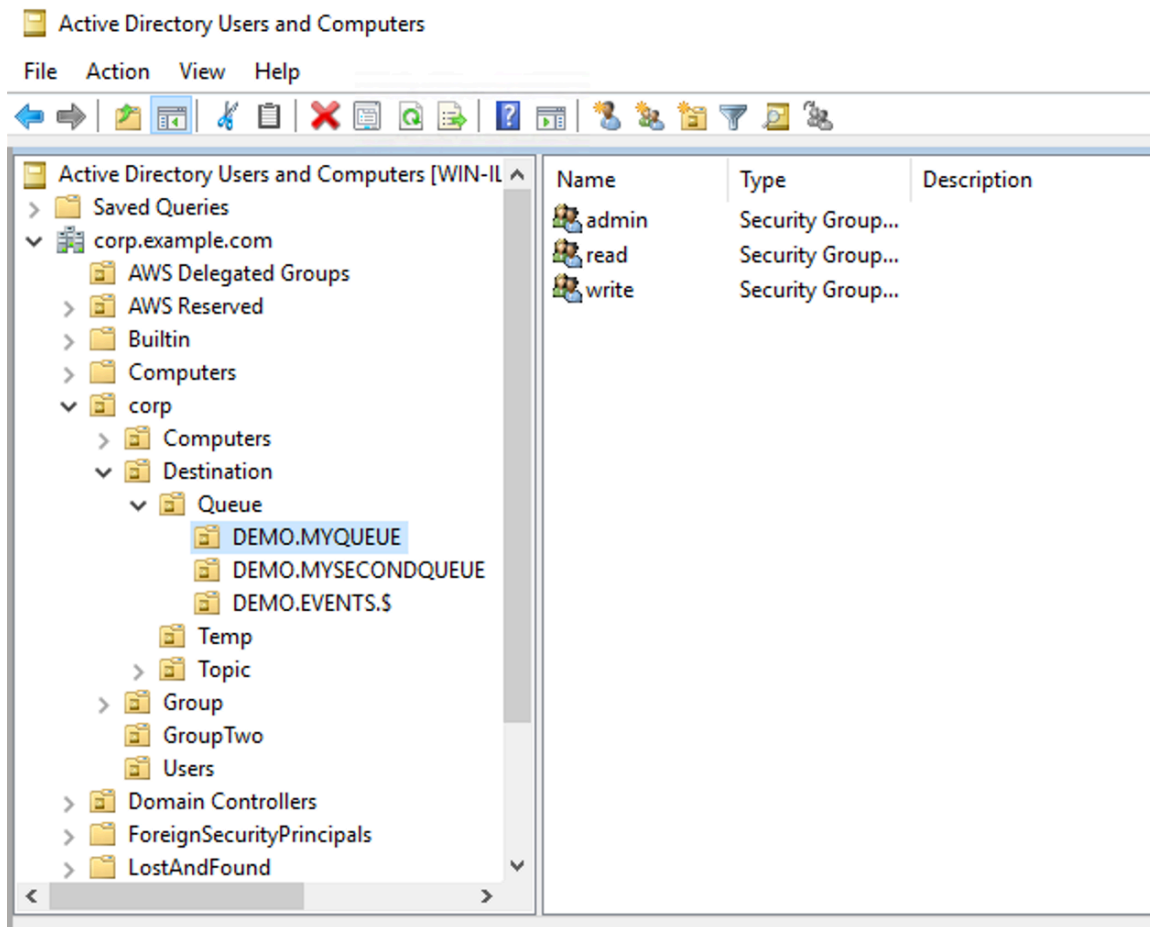 Active Directory Users and Computers
File Action View Help
Active Directory Users and Computers [WIN-IL
Saved Queries
corp.example.com
AWS Delegated Groups
AWS Reserved
Builtin
Computers
corp
Computers
Destination
Queue
DEMO.MYQUEUE
DEMO.MYSECONDQUEUE
DEMO.EVENTS.$
Temp
Topic
Group
GroupTwo
Users
Domain Controllers
ForeignSecurityPrincipals
LostAndFound
Name Type Description
admin Security Group...
read Security Group...
write Security Group...